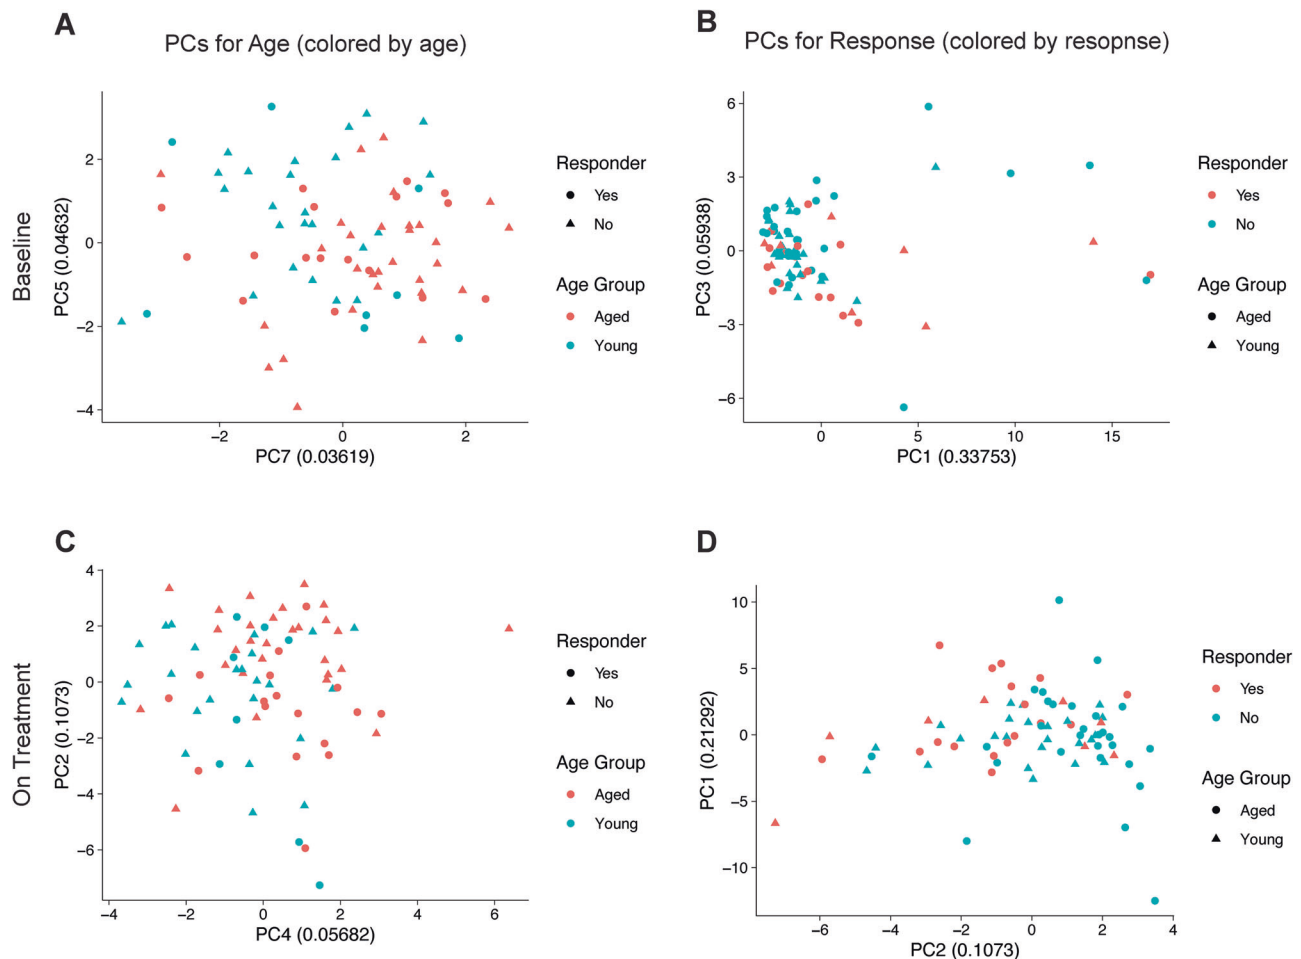 A
PCs for Age (colored by age)
B
PCs for Response (colored by resopnse)
Baseline
PC5 (0.04632)
2
0
−2
−4
−2
0
2
PC7 (0.03619)
Responder
Yes
No
Age Group
Aged
Young
PC3 (0.05938)
6
3
0
−3
−6
0
5
10
15
PC1 (0.33753)
Responder
Yes
No
Age Group
Aged
Young
C
On Treatment
PC2 (0.1073)
4
2
0
−2
−4
−6
−4
−2
0
2
4
6
PC4 (0.05682)
Responder
Yes
No
Age Group
Aged
Young
D
PC1 (0.21292)
10
5
0
−5
−10
−6
−4
−2
0
2
4
PC2 (0.1073)
Responder
Yes
No
Age Group
Aged
Young